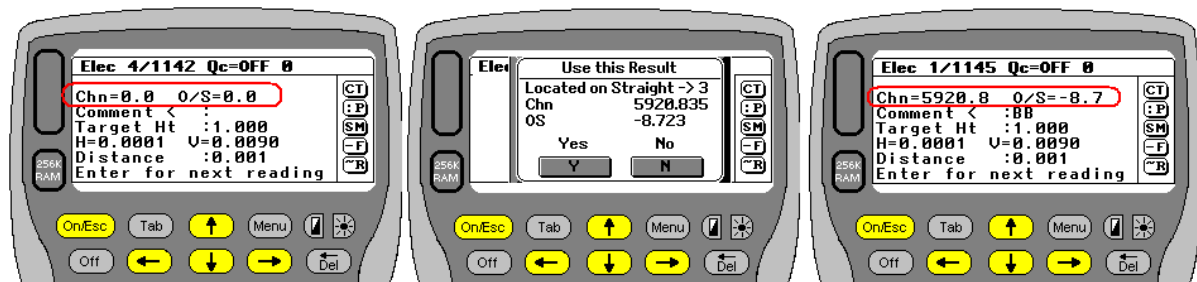 Elec 4/1142 Qc=OFF 0
Chn=0.0 O/S=0.0
Comment < :
Target Ht :1.000
H=0.0001 V=0.0090
Distance :0.001
Enter for next reading
CT
:P
SM
-F
~R
256K
RAM
On/Esc Tab Menu
Off Del
Elec
Use this Result
Located on Straight -> 3
Chn 5920.835
OS -8.723
Yes No
Y N
CT
:P
SM
-F
~R
256K
RAM
On/Esc Tab Menu
Off Del
Elec 1/1145 Qc=OFF 0
Chn=5920.8 O/S=-8.7
Comment < :BB
Target Ht :1.000
H=0.0001 V=0.0090
Distance :0.001
Enter for next reading
CT
:P
SM
-F
~R
256K
RAM
On/Esc Tab Menu
Off Del